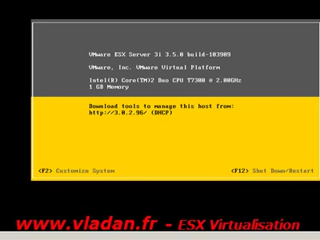 VMware ESX Server 3i 3.5.0 build-103909
VMware, Inc. VMware Virtual Platform
Intel(R) Core(TM)2 Duo CPU T7300 @ 2.00GHz
1 GB Memory
Download tools to manage this host from:
http://3.0.2.96/ (DHCP)
<F2> Customize System
<F12> Shut Down/Restart
www.vladan.fr - ESX Virtualisation